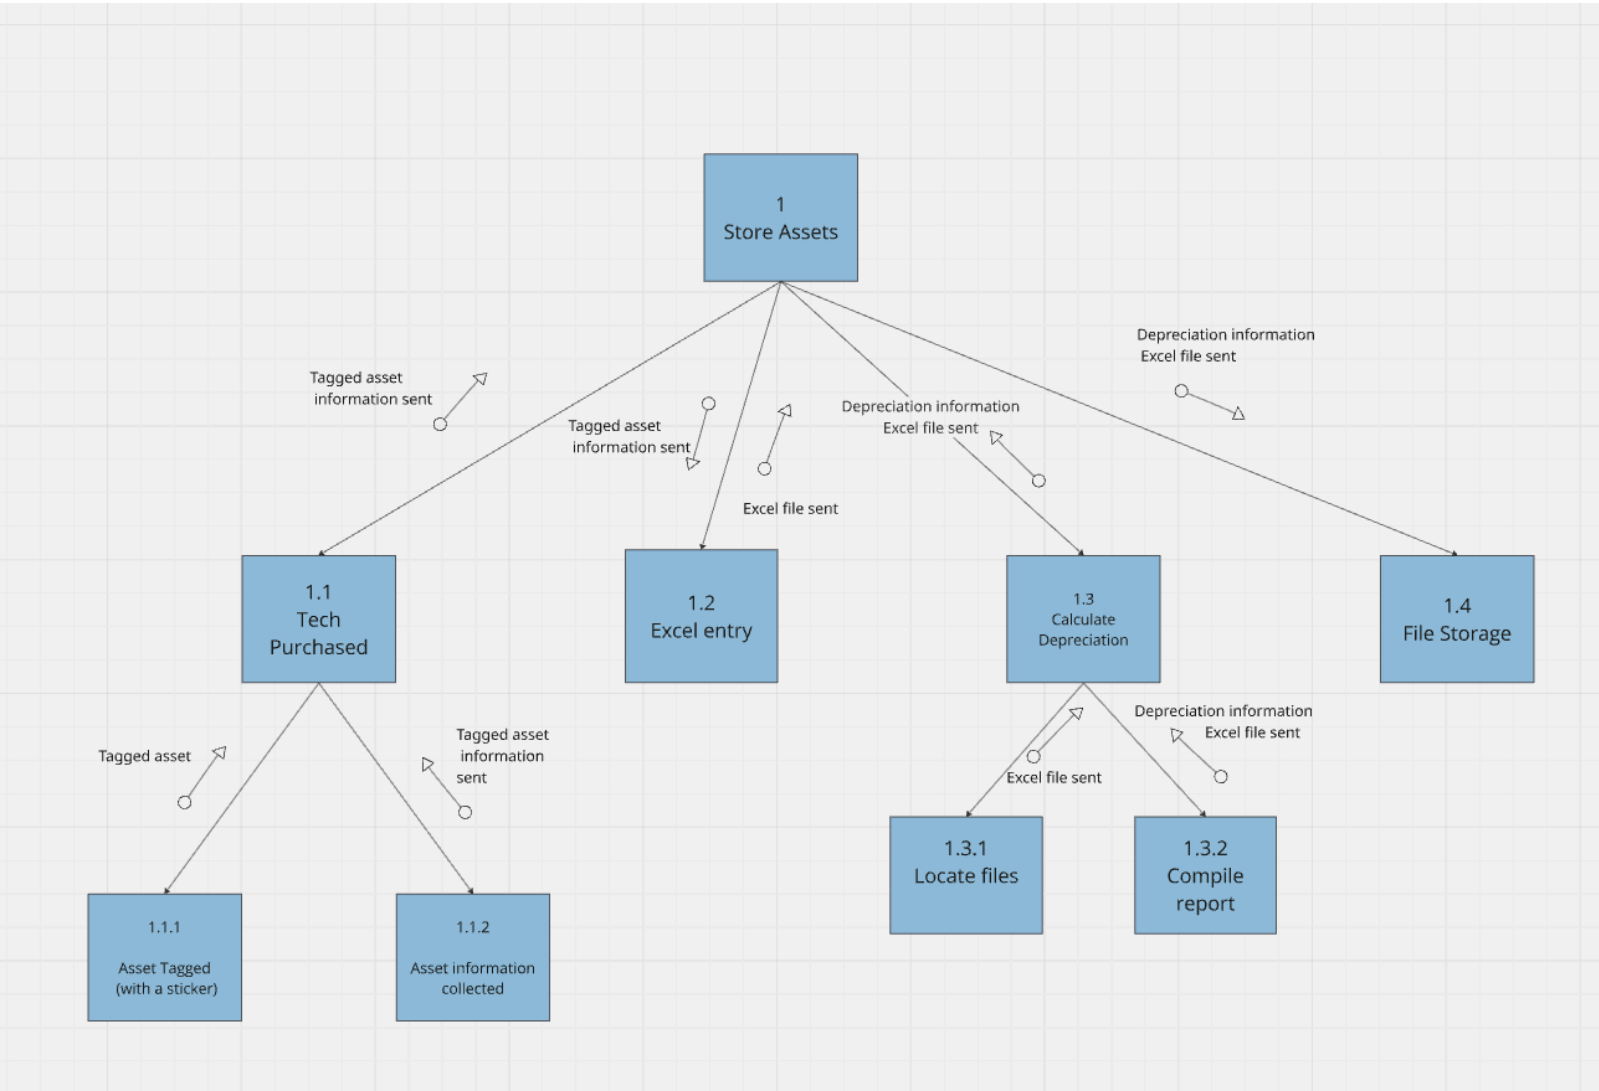 1
Store Assets
Depreciation information
Excel file sent
Tagged asset
information sent
Tagged asset
information sent
Depreciation information
Excel file sent
Excel file sent
1.1
Tech
Purchased
1.2
Excel entry
1.3
Calculate
Depreciation
1.4
File Storage
Tagged asset
Tagged asset
information
sent
Excel file sent
Depreciation information
Excel file sent
1.3.1
Locate files
1.3.2
Compile
report
1.1.1
Asset Tagged
(with a sticker)
1.1.2
Asset information
collected